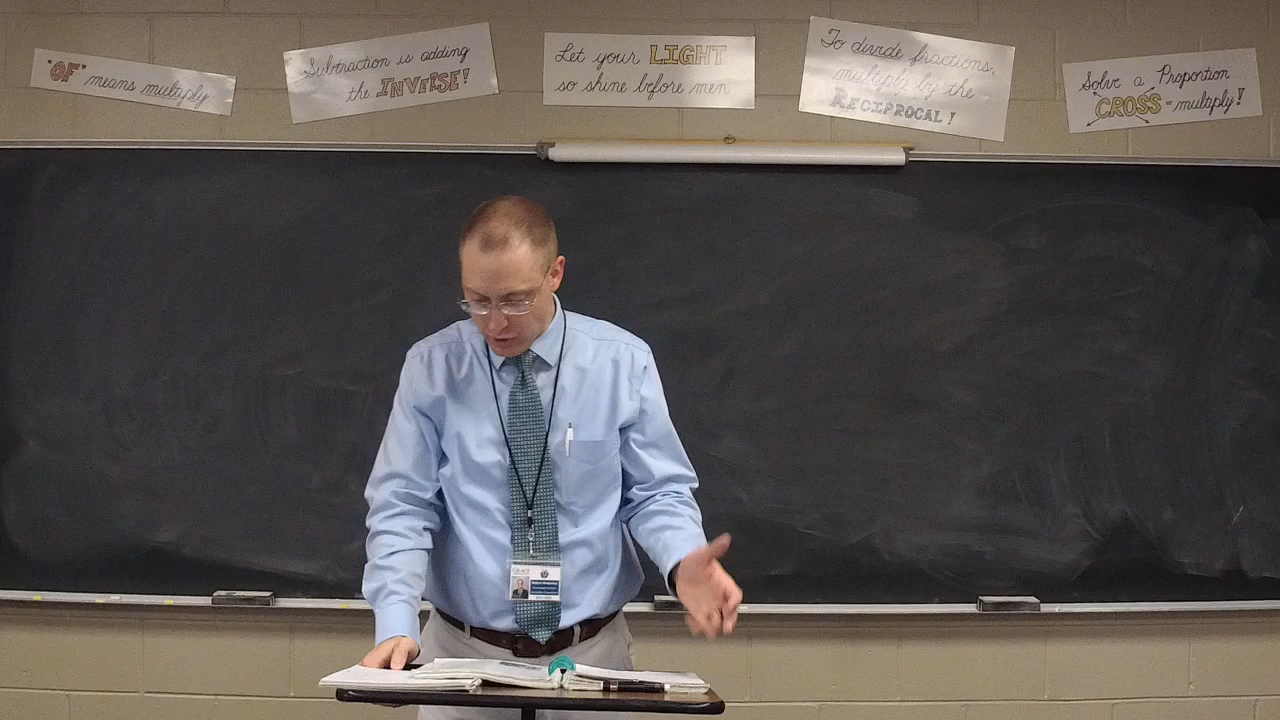 "OF" means multiply
Subtraction is adding
the INVERSE!
Let your LIGHT
so shine before men
To divide fractions,
multiply by the
RECIPROCAL!
Solve a Proportion
CROSS-multiply!
GRACE